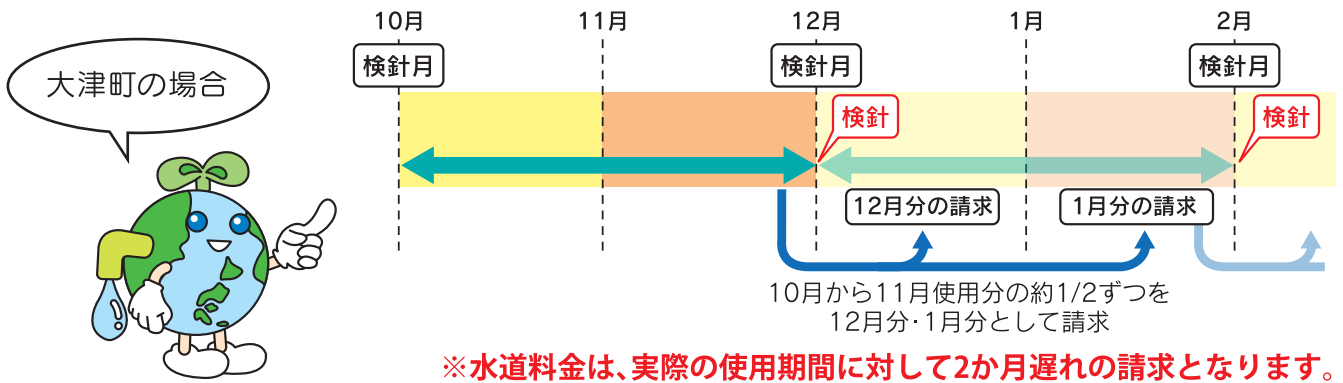 大津町の場合
10月
11月
12月
1月
2月
検針月
検針月
検針月
検針
検針
12月分の請求
1月分の請求
10月から11月使用分の約1/2ずつを
12月分・1月分として請求
※水道料金は、実際の使用期間に対して2か月遅れの請求となります。